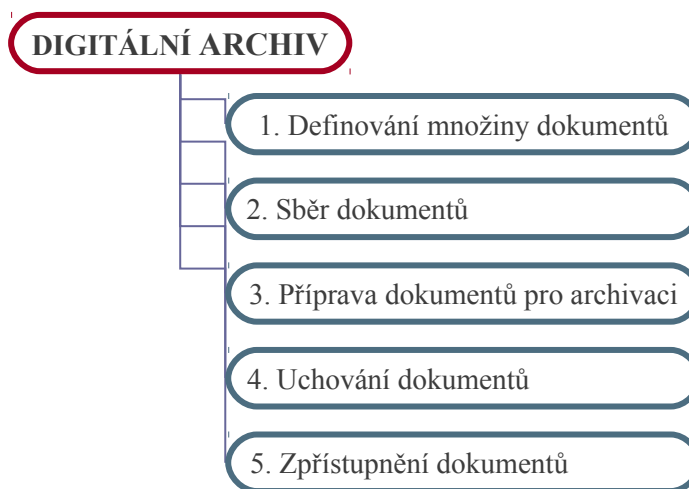 DIGITÁLNÍ ARCHIV
1. Definování množiny dokumentů
2. Sběr dokumentů
3. Příprava dokumentů pro archivaci
4. Uchování dokumentů
5. Zpřístupnění dokumentů